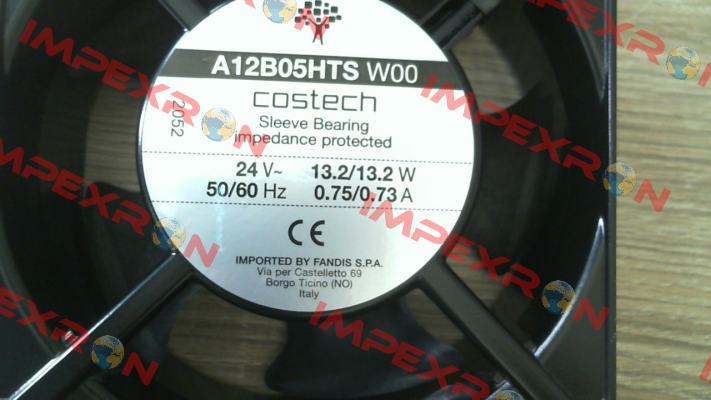 A12B05HTS W00
costech
2052
Sleeve Bearing
impedance protected
24 V~ 13.2/13.2 W
50/60 Hz 0.75/0.73 A
CE
IMPORTED BY FANDIS S.P.A.
Via per Castelletto 69
Borgo Ticino (NO)
Italy
IMPEXRON
IMPEXRON
IMPEXRON
IMPEXRON
IMPEXRON
IMPEXRON